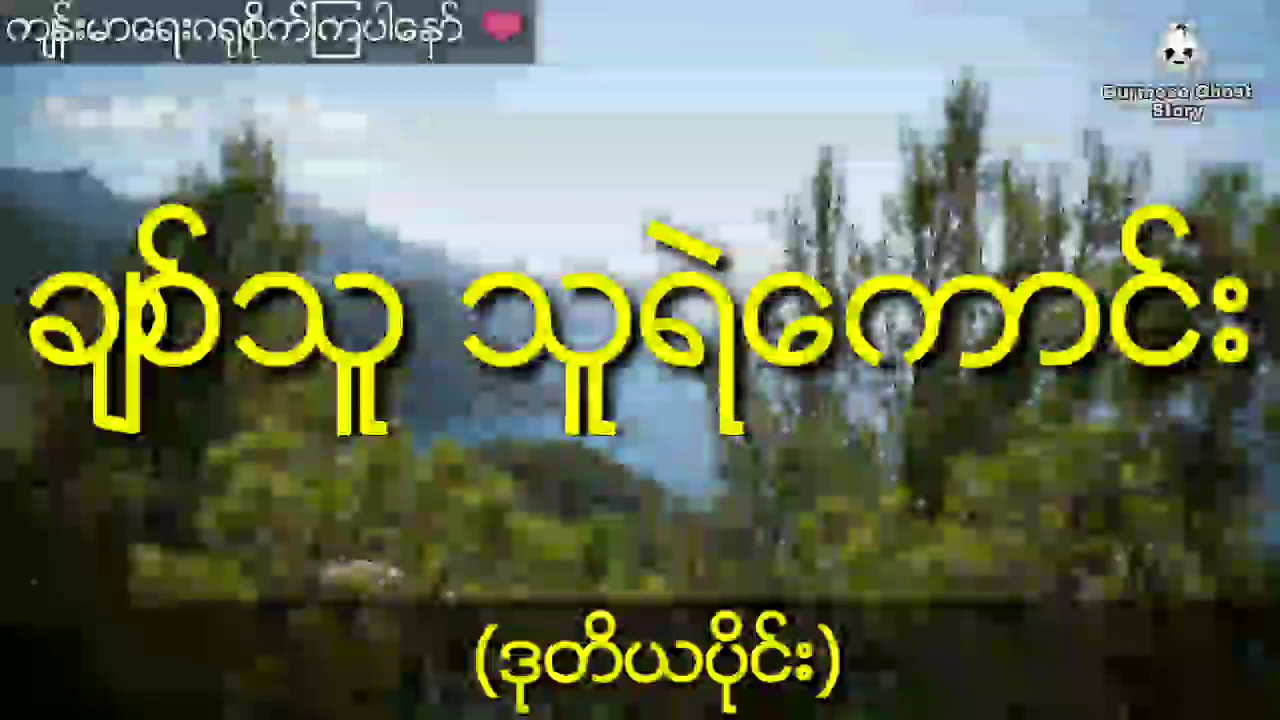 ကျန်းမာရေးဂရုစိုက်ကြပါနော် ❤
Burmese Ghost
Story
ချစ်သူ သူရဲကောင်း
(ဒုတိယပိုင်း)